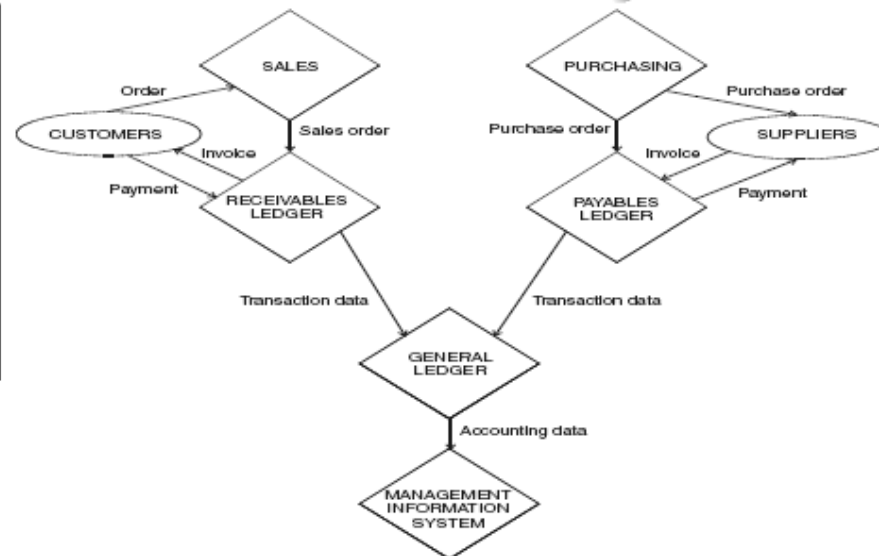 SALES
PURCHASING
Order
Purchase order
CUSTOMERS
Sales order
Purchase order
SUPPLIERS
Invoice
Invoice
Payment
Payment
RECEIVABLES
LEDGER
PAYABLES
LEDGER
Transaction data
Transaction data
GENERAL
LEDGER
Accounting data
MANAGEMENT
INFORMATION
SYSTEM